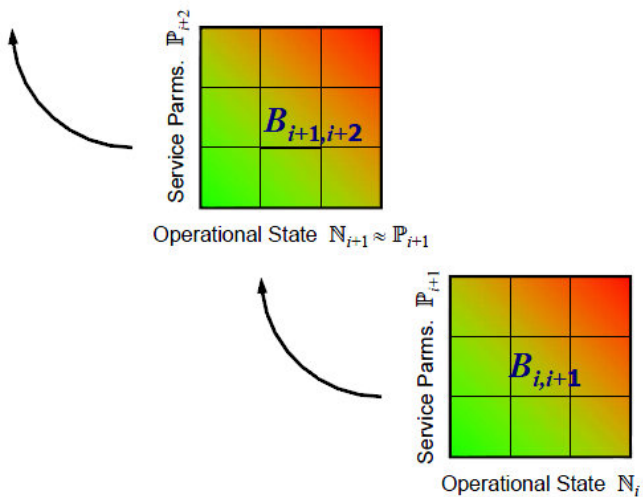 Service Parms. ℙᵢ₊₂
Bᵢ₊₁,ᵢ₊₂
Operational State ℕᵢ₊₁ ≈ ℙᵢ₊₁
Service Parms. ℙᵢ₊₁
Bᵢ,ᵢ₊₁
Operational State ℕᵢ